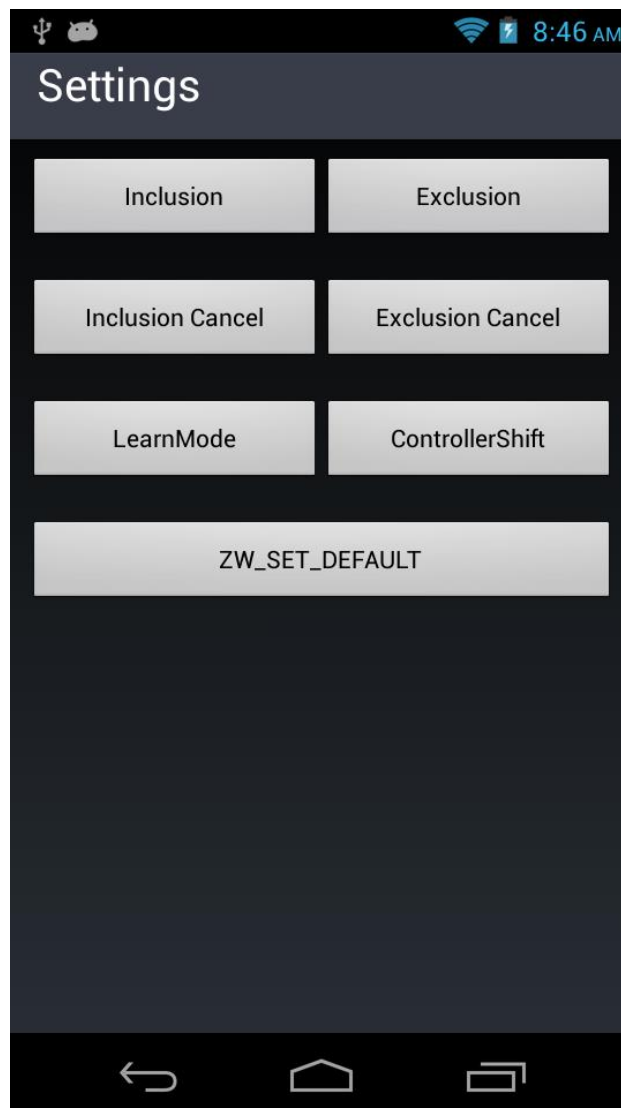 8:46 AM
Settings
Inclusion Exclusion
Inclusion Cancel Exclusion Cancel
LearnMode ControllerShift
ZW_SET_DEFAULT